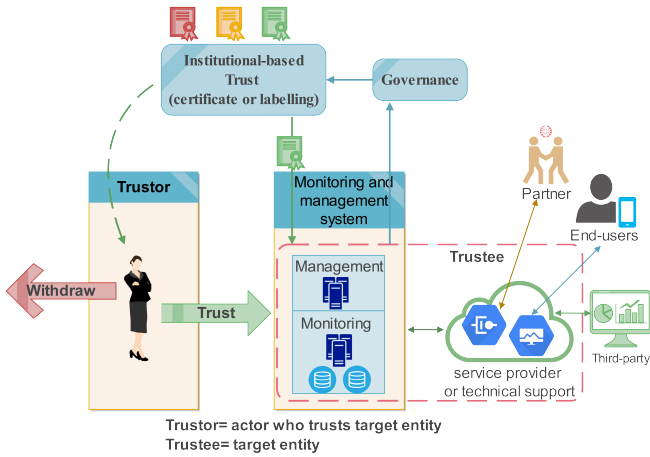 Institutional-based
Trust
(certificate or labelling)
Governance
Trustor
Monitoring and
management
system
Partner
End-users
Trustee
Management
Withdraw
Trust
Monitoring
Third-party
service provider
or technical support
Trustor= actor who trusts target entity
Trustee= target entity